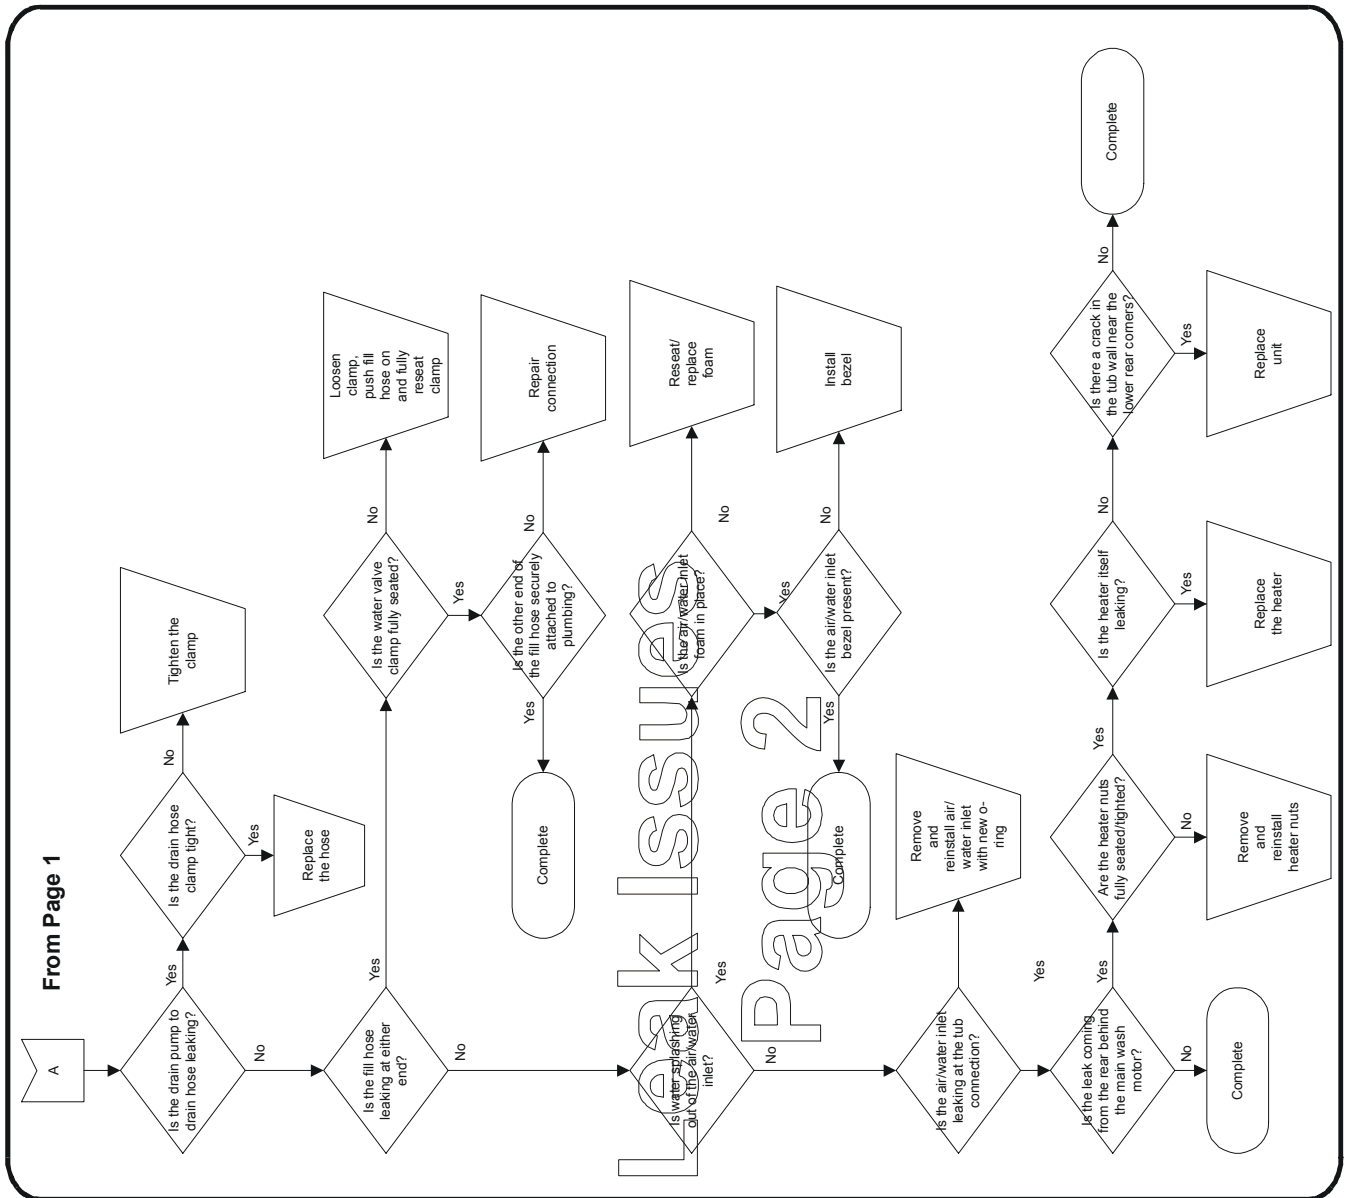 Leak Issues
Page 2
From Page 1
A
Is the drain pump to
drain hose leaking?
Yes
No
Is the drain hose
clamp tight?
No
Yes
Tighten the
clamp
Replace
the hose
Is the fill hose
leaking at either
end?
Yes
No
Is the water valve
clamp fully seated?
No
Yes
Loosen
clamp,
push fill
hose on
and fully
reseat
clamp
Is the other end of
the fill hose securely
attached to
plumbing?
No
Yes
Repair
connection
Complete
Is water splashing
out of the air/water
inlet?
Yes
No
Is the air/water inlet
foam in place?
No
Yes
Reseat/
replace
foam
Is the air/water inlet
bezel present?
No
Yes
Install
bezel
Complete
Is the air/water inlet
leaking at the tub
connection?
Yes
Remove
and
reinstall air/
water inlet
with new o-
ring
Is the leak coming
from the rear behind
the main wash
motor?
Yes
No
Complete
Are the heater nuts
fully seated/tighted?
Yes
No
Remove
and
reinstall
heater nuts
Is the heater itself
leaking?
No
Yes
Replace
the heater
Is there a crack in
the tub wall near the
lower rear corners?
No
Yes
Replace
unit
Complete